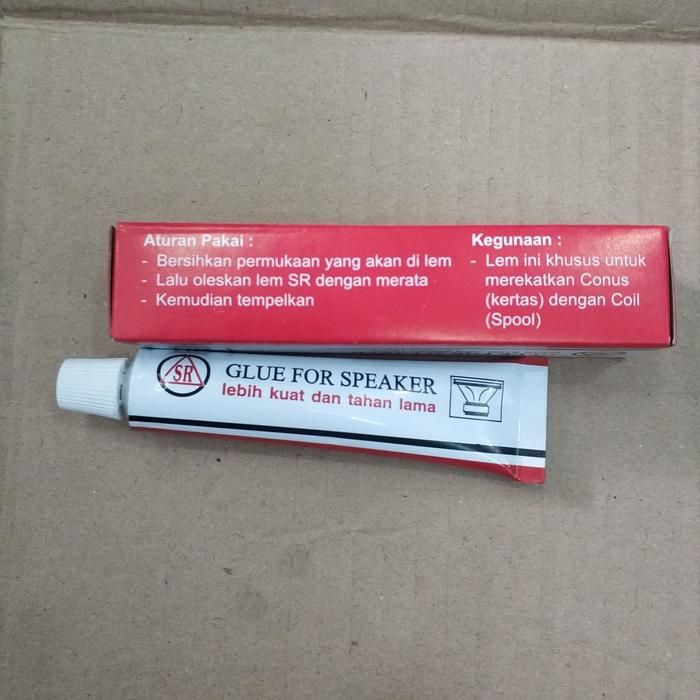 Aturan Pakai :
- Bersihkan permukaan yang akan di lem
- Lalu oleskan lem SR dengan merata
- Kemudian tempelkan
Kegunaan :
- Lem ini khusus untuk
merekatkan Conus
(kertas) dengan Coil
(Spool)
SR
GLUE FOR SPEAKER
lebih kuat dan tahan lama